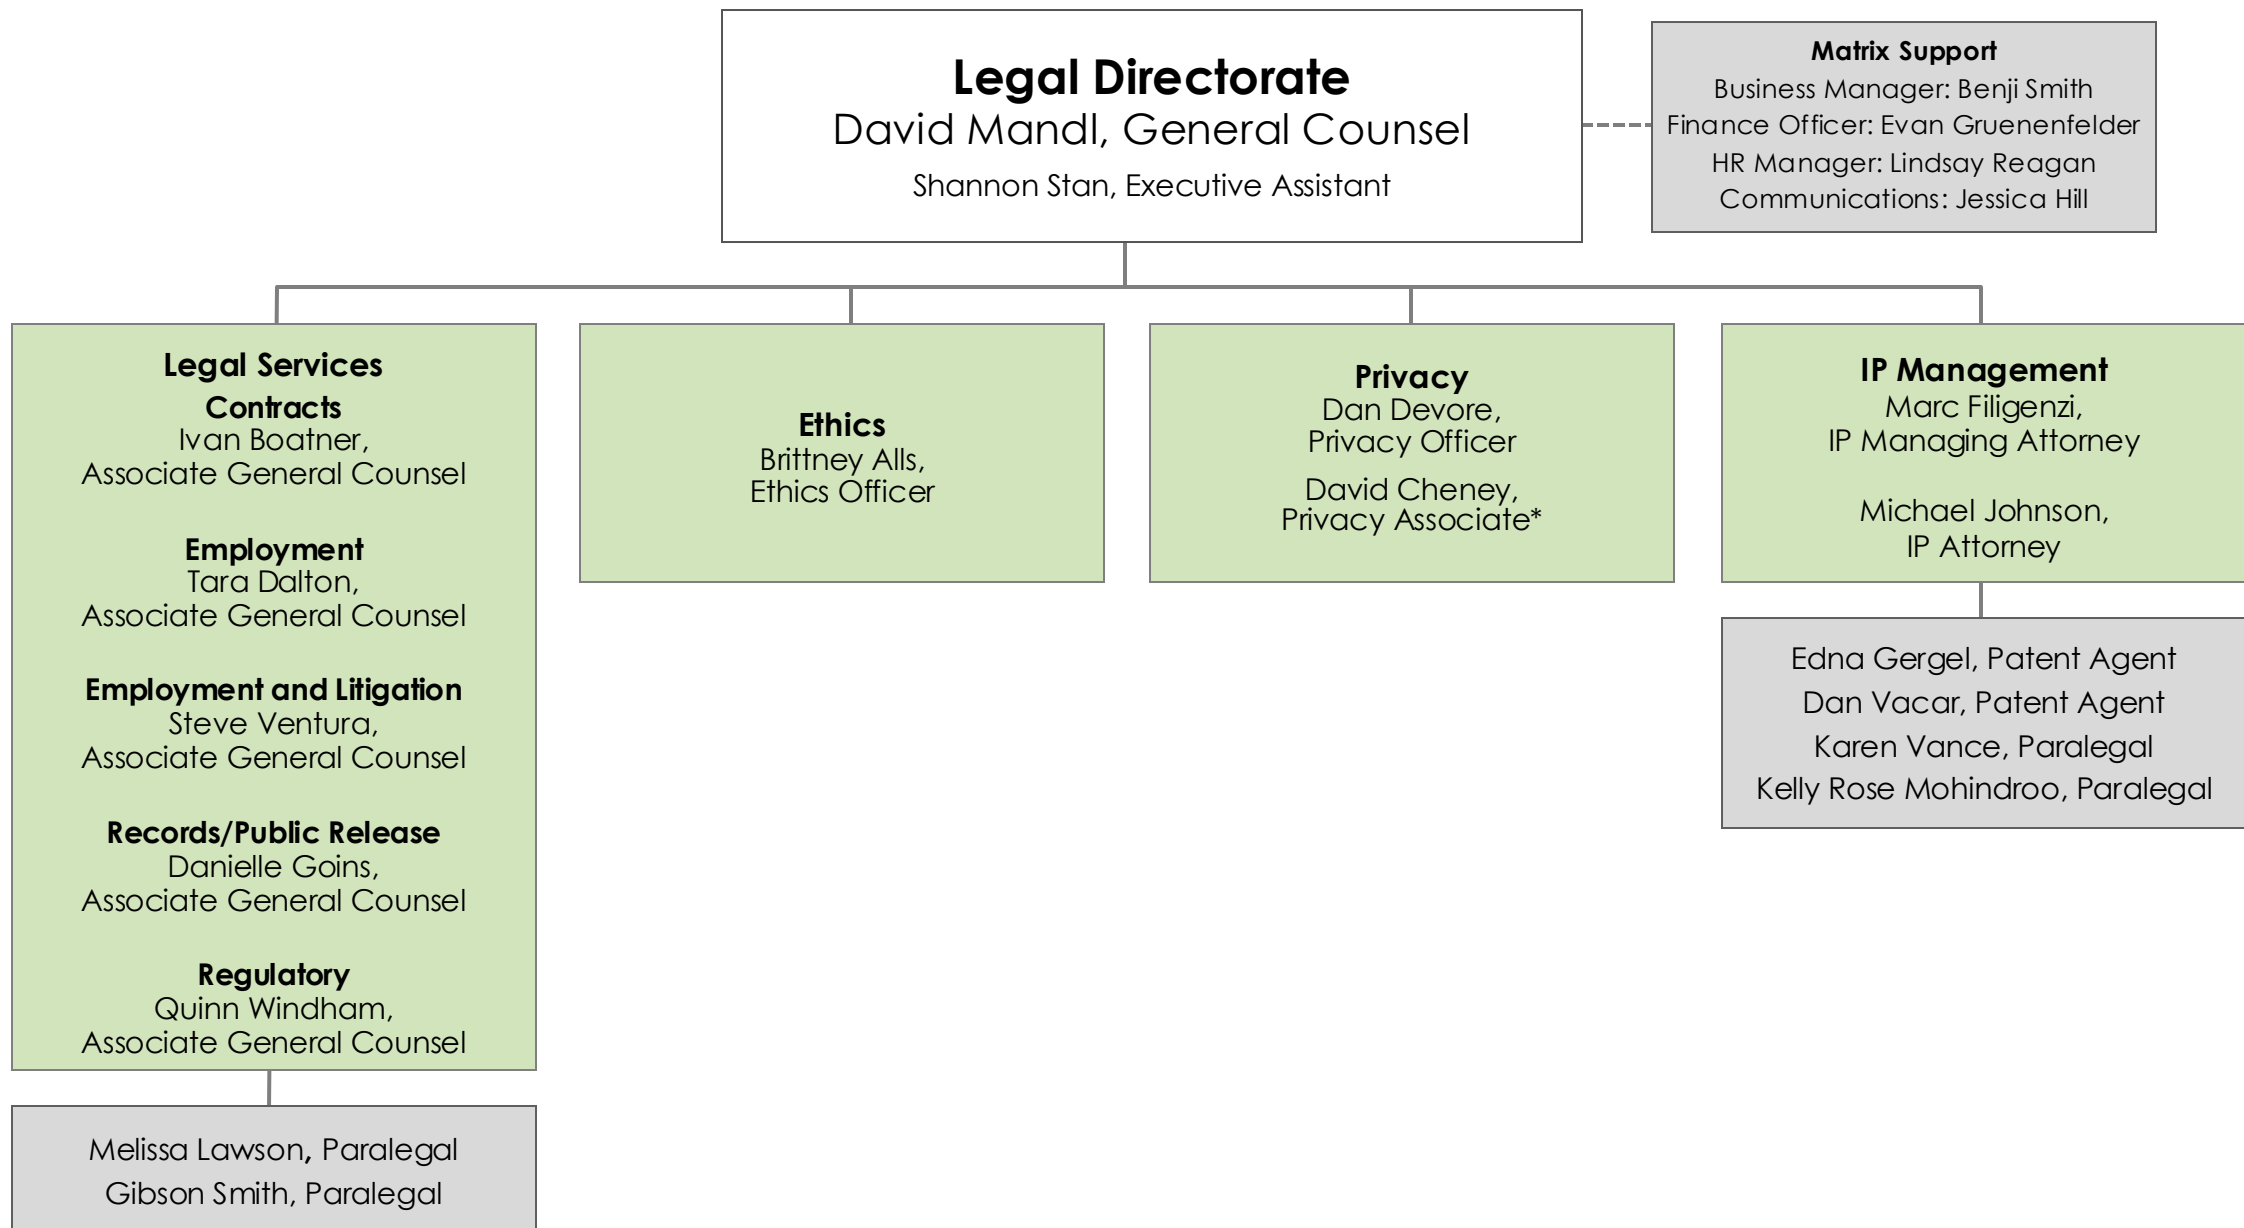 Legal Directorate
David Mandl, General Counsel
Shannon Stan, Executive Assistant
Matrix Support
Business Manager: Benji Smith
Finance Officer: Evan Gruenenfelder
HR Manager: Lindsay Reagan
Communications: Jessica Hill
Legal Services
Contracts
Ivan Boatner,
Associate General Counsel
Employment
Tara Dalton,
Associate General Counsel
Employment and Litigation
Steve Ventura,
Associate General Counsel
Records/Public Release
Danielle Goins,
Associate General Counsel
Regulatory
Quinn Windham,
Associate General Counsel
Melissa Lawson, Paralegal
Gibson Smith, Paralegal
Ethics
Brittney Alls,
Ethics Officer
Privacy
Dan Devore,
Privacy Officer
David Cheney,
Privacy Associate*
IP Management
Marc Filigenzi,
IP Managing Attorney
Michael Johnson,
IP Attorney
Edna Gergel, Patent Agent
Dan Vacar, Patent Agent
Karen Vance, Paralegal
Kelly Rose Mohindroo, Paralegal